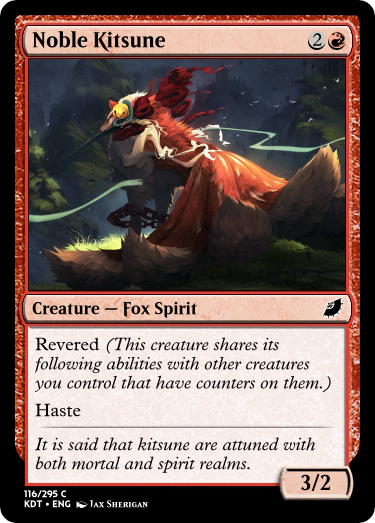 Noble Kitsune 2
Creature — Fox Spirit
Revered (This creature shares its
following abilities with other creatures
you control that have counters on them.)
Haste
It is said that kitsune are attuned with
both mortal and spirit realms.
3/2
116/295 C
KDT • ENG Jax Sherigan